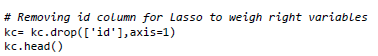 # Removing id column for Lasso to weigh right variables
kc= kc.drop(['id'],axis=1)
kc.head()